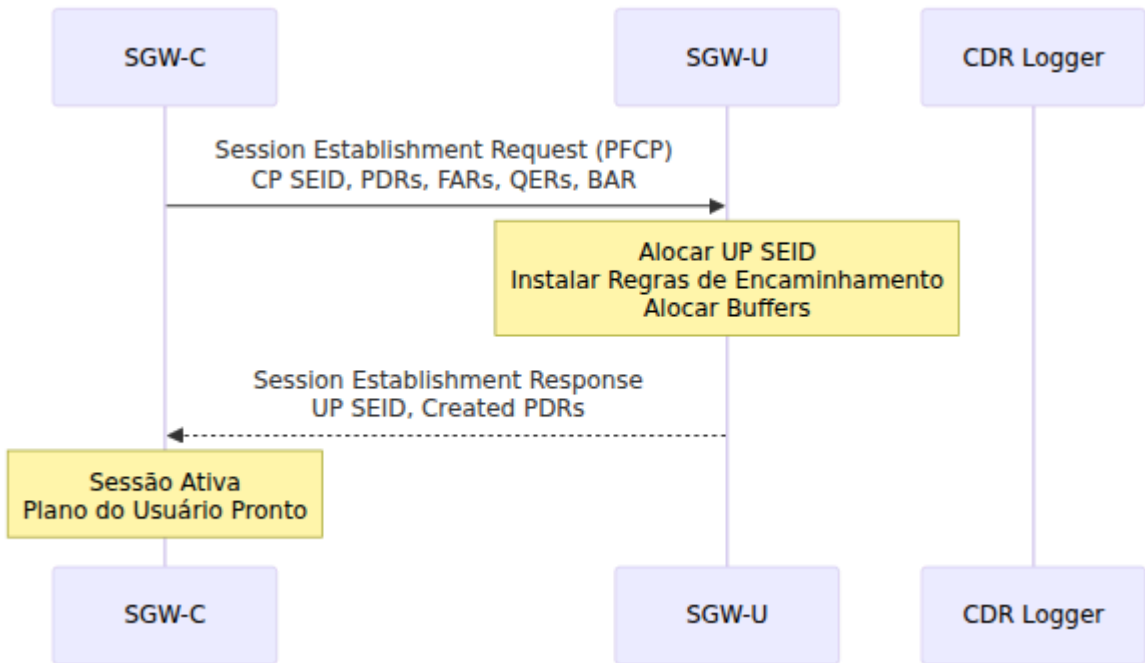 SGW-C
SGW-U
CDR Logger
Session Establishment Request (PFCP)
CP SEID, PDRs, FARs, QERs, BAR
Alocar UP SEID
Instalar Regras de Encaminhamento
Alocar Buffers
Session Establishment Response
UP SEID, Created PDRs
Sessão Ativa
Plano do Usuário Pronto
SGW-C
SGW-U
CDR Logger